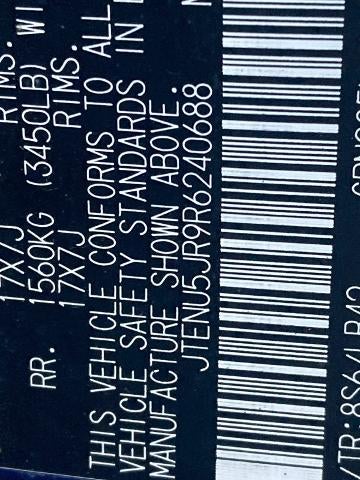 17X7J RIMS.
RR. 1560KG (3450LB) WI
17X7J RIMS.
THIS VEHICLE CONFORMS TO ALL
VEHICLE SAFETY STANDARDS IN
MANUFACTURE SHOWN ABOVE.
JTENU5JR9R6240688